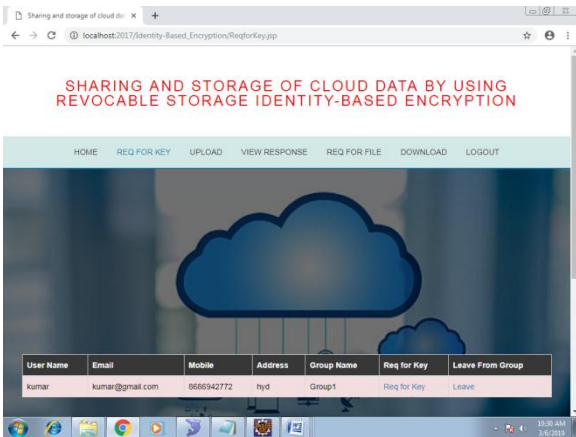 Sharing and storage of cloud da
localhost:2017/Identity-Based_Encryption/ReqforKey.jsp
SHARING AND STORAGE OF CLOUD DATA BY USING
REVOCABLE STORAGE IDENTITY-BASED ENCRYPTION
HOME REQ FOR KEY UPLOAD VIEW RESPONSE REQ FOR FILE DOWNLOAD LOGOUT
User Name Email Mobile Address Group Name Req for Key Leave From Group
kumar kumar@gmail.com 8686942772 hyd Group1 Req for Key Leave
10:30 AM
3/6/2019